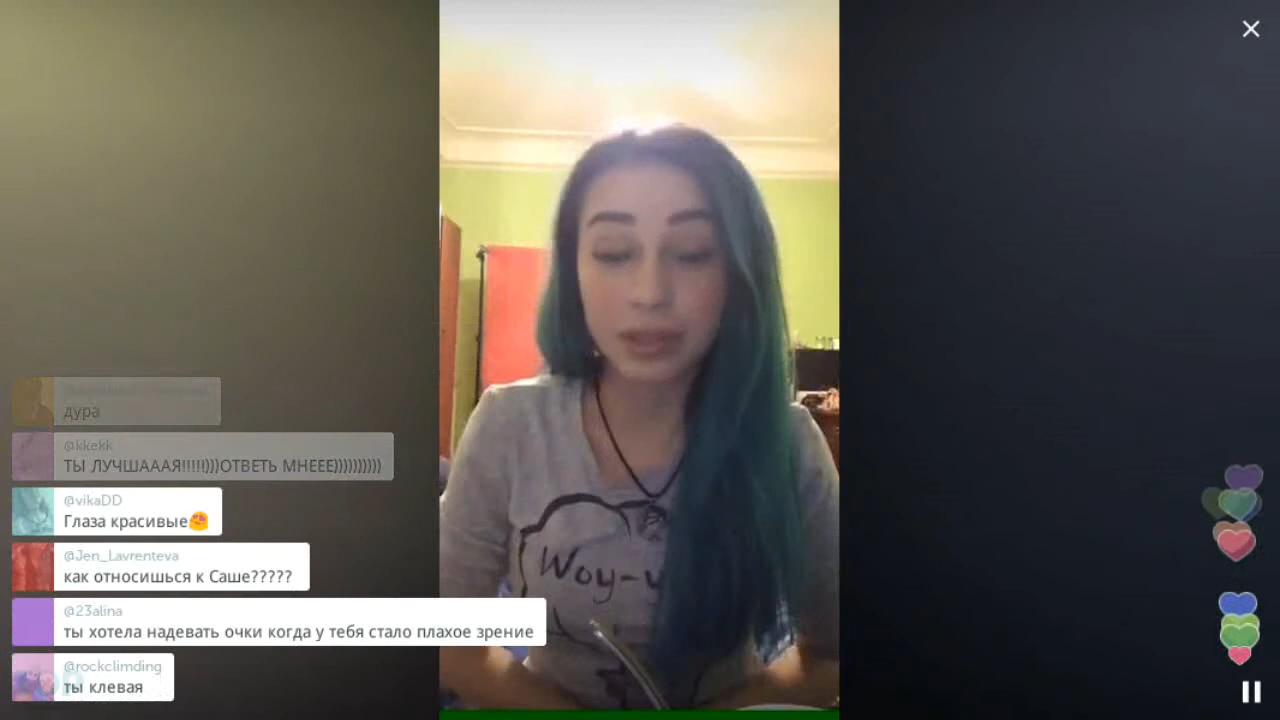 дура
@kkekk
ТЫ ЛУЧШАААЯ!!!!!)))ОТВЕТЬ МНЕЕЕ))))))))))
@vikaDD
Глаза красивые😍
@Jen_Lavrenteva
как относишься к Саше?????
@23alina
ты хотела надевать очки когда у тебя стало плахое зрение
@rockclimding
ты клевая
Woy-w